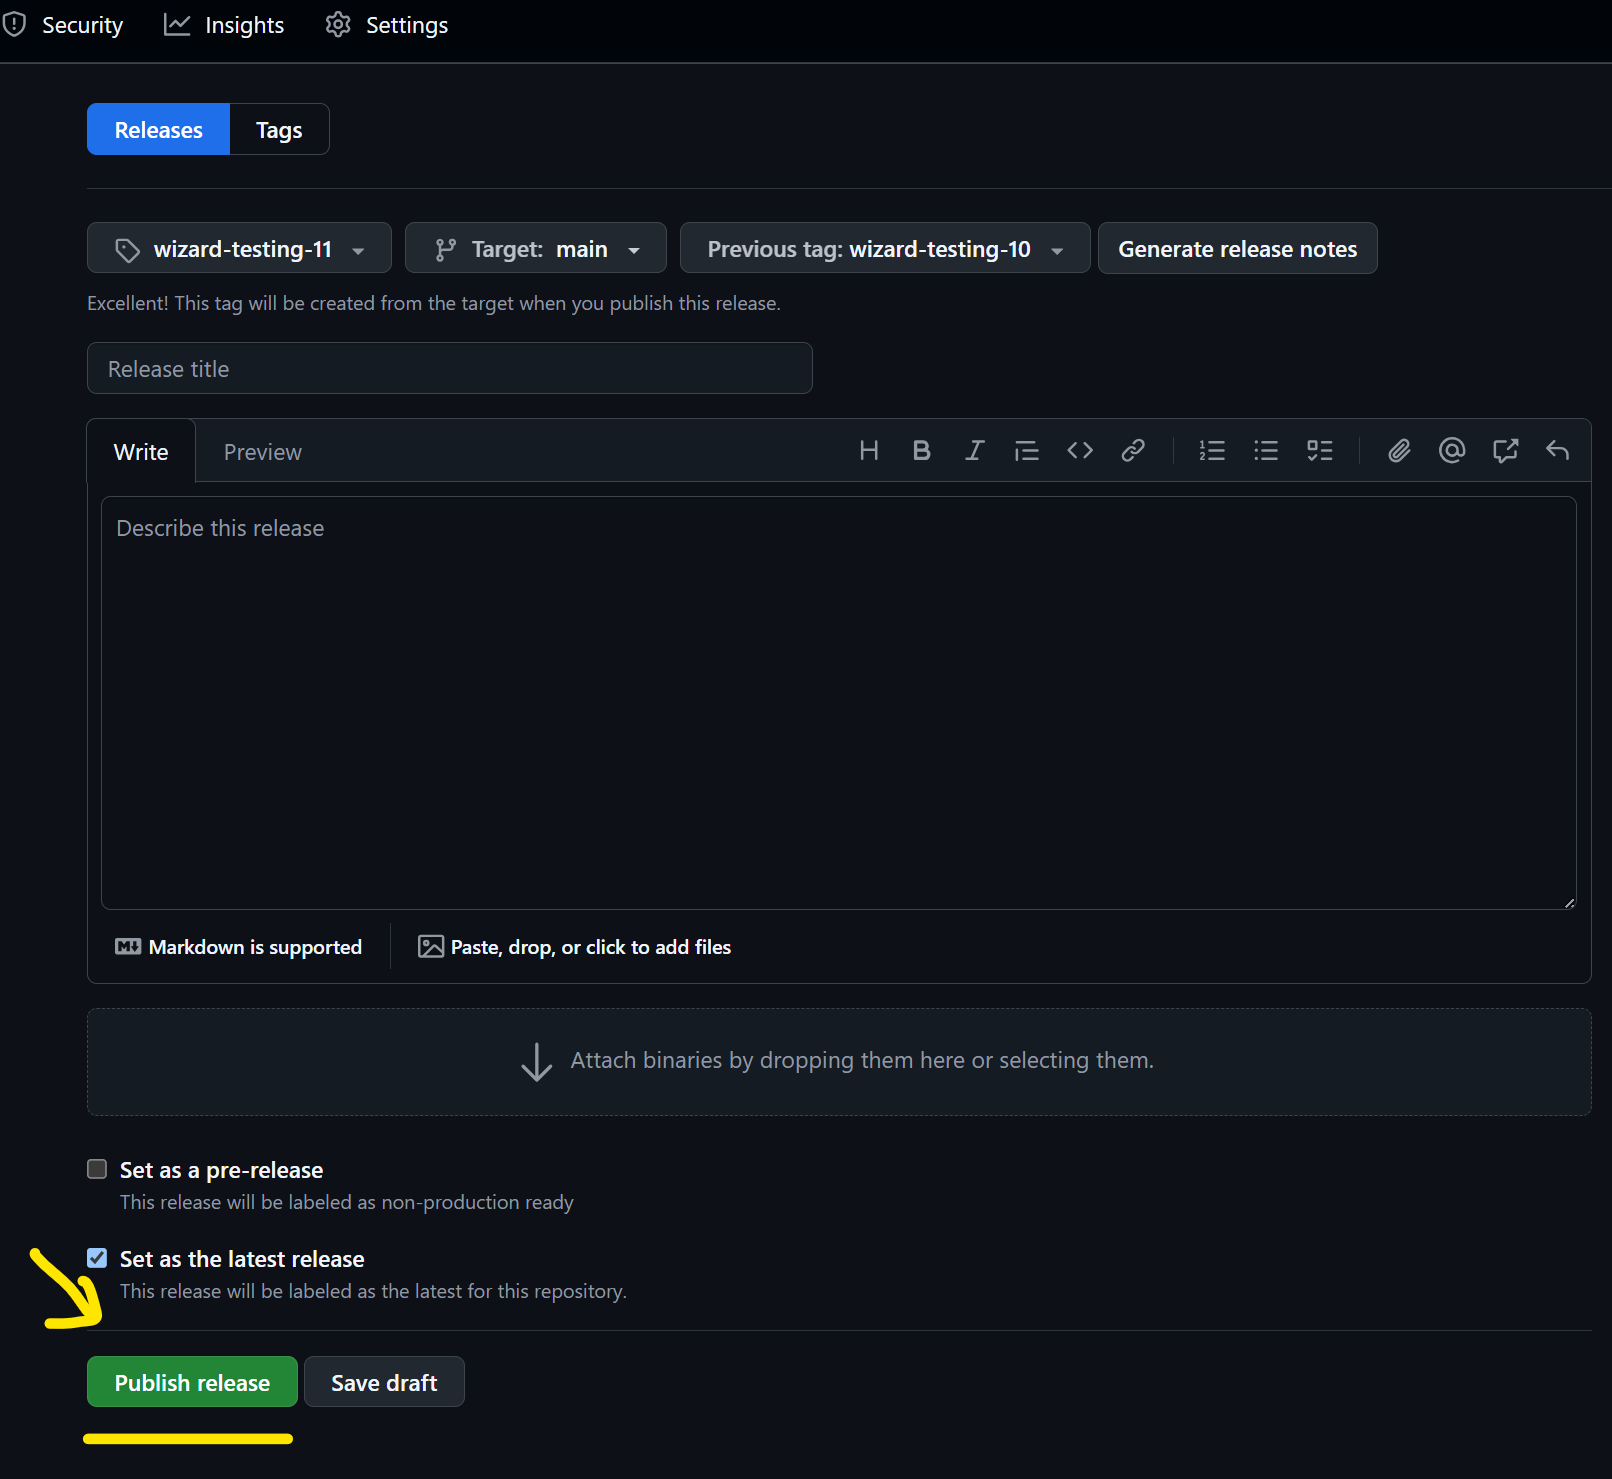 Security Insights Settings
Releases Tags
wizard-testing-11 Target: main Previous tag: wizard-testing-10 Generate release notes
Excellent! This tag will be created from the target when you publish this release.
Release title
Write Preview
Describe this release
Markdown is supported Paste, drop, or click to add files
Attach binaries by dropping them here or selecting them.
Set as a pre-release
This release will be labeled as non-production ready
Set as the latest release
This release will be labeled as the latest for this repository.
Publish release Save draft